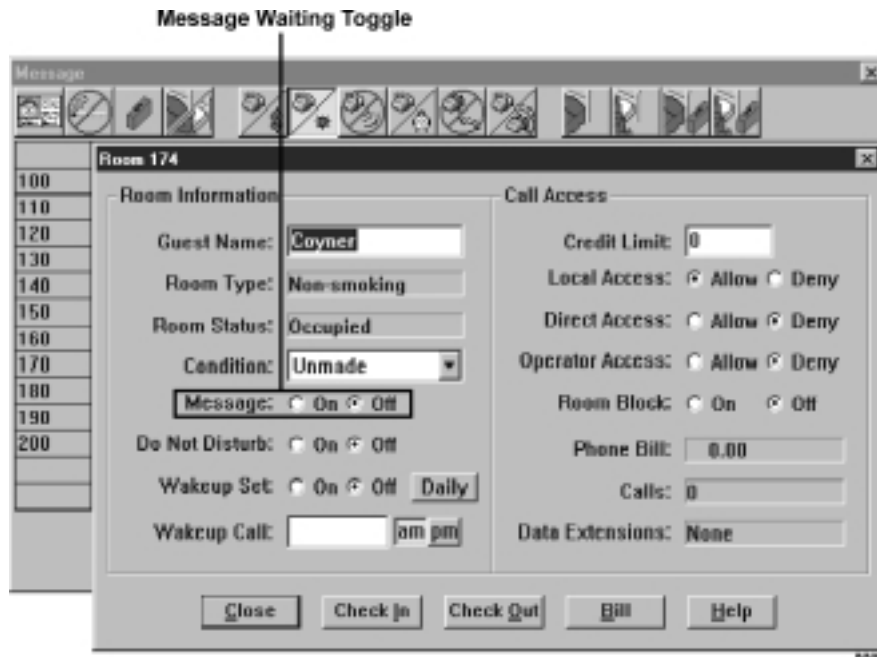 Message Waiting Toggle
Message
Room 174
100
110
120
130
140
150
160
170
180
190
200
Room Information
Guest Name: Coyner
Room Type: Non-smoking
Room Status: Occupied
Condition: Unmade
Message: On Off
Do Not Disturb: On Off
Wakeup Set: On Off Daily
Wakeup Call: am pm
Call Access
Credit Limit: 0
Local Access: Allow Deny
Direct Access: Allow Deny
Operator Access: Allow Deny
Room Block: On Off
Phone Bill: 0.00
Calls: 0
Data Extensions: None
Close Check In Check Out Bill Help